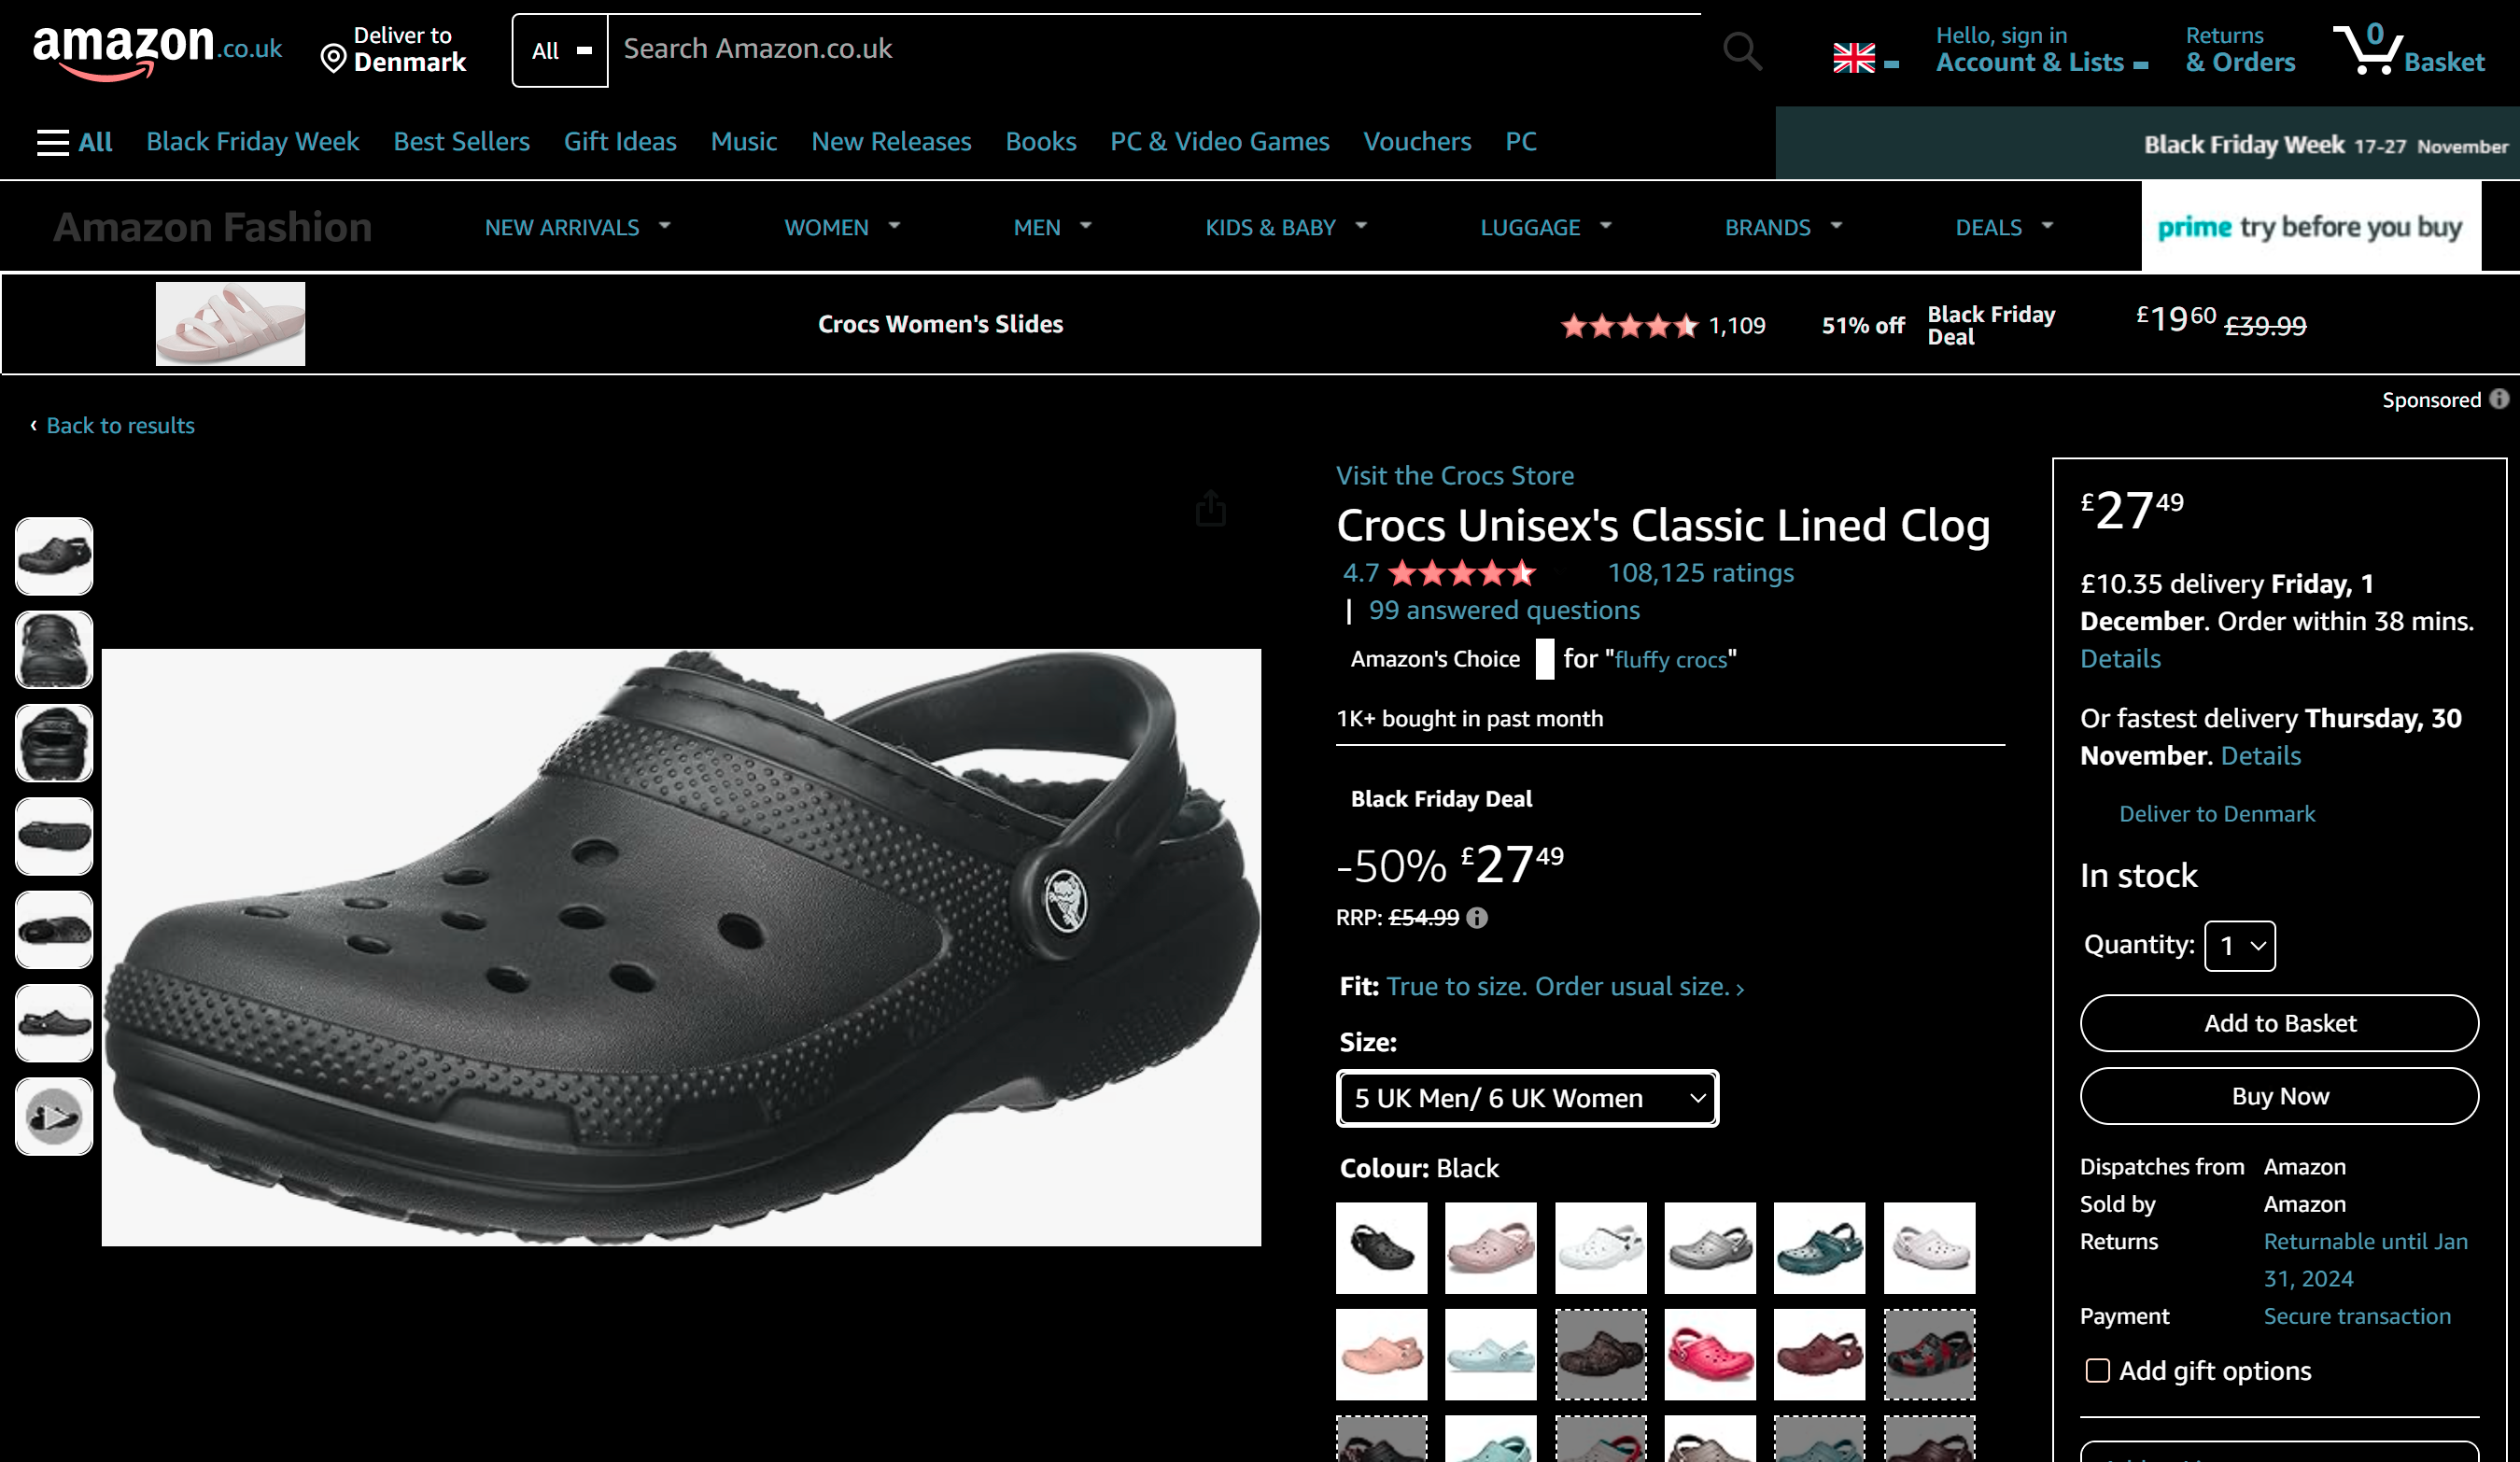 amazon.co.uk
Deliver to
Denmark
All
Search Amazon.co.uk
Hello, sign in
Account & Lists
Returns
& Orders
0
Basket
All
Black Friday Week
Best Sellers
Gift Ideas
Music
New Releases
Books
PC & Video Games
Vouchers
PC
Black Friday Week 17-27 November
Amazon Fashion
NEW ARRIVALS
WOMEN
MEN
KIDS & BABY
LUGGAGE
BRANDS
DEALS
prime try before you buy
Crocs Women's Slides
1,109
51% off
Black Friday
Deal
£1960 £39.99
Sponsored
‹ Back to results
Visit the Crocs Store
Crocs Unisex's Classic Lined Clog
4.7
108,125 ratings
| 99 answered questions
Amazon's Choice for "fluffy crocs"
1K+ bought in past month
Black Friday Deal
-50% £2749
RRP: £54.99
Fit: True to size. Order usual size. ›
Size:
5 UK Men/ 6 UK Women
Colour: Black
£2749
£10.35 delivery Friday, 1
December. Order within 38 mins.
Details
Or fastest delivery Thursday, 30
November. Details
Deliver to Denmark
In stock
Quantity: 1
Add to Basket
Buy Now
Dispatches from Amazon
Sold by Amazon
Returns Returnable until Jan
31, 2024
Payment Secure transaction
Add gift options